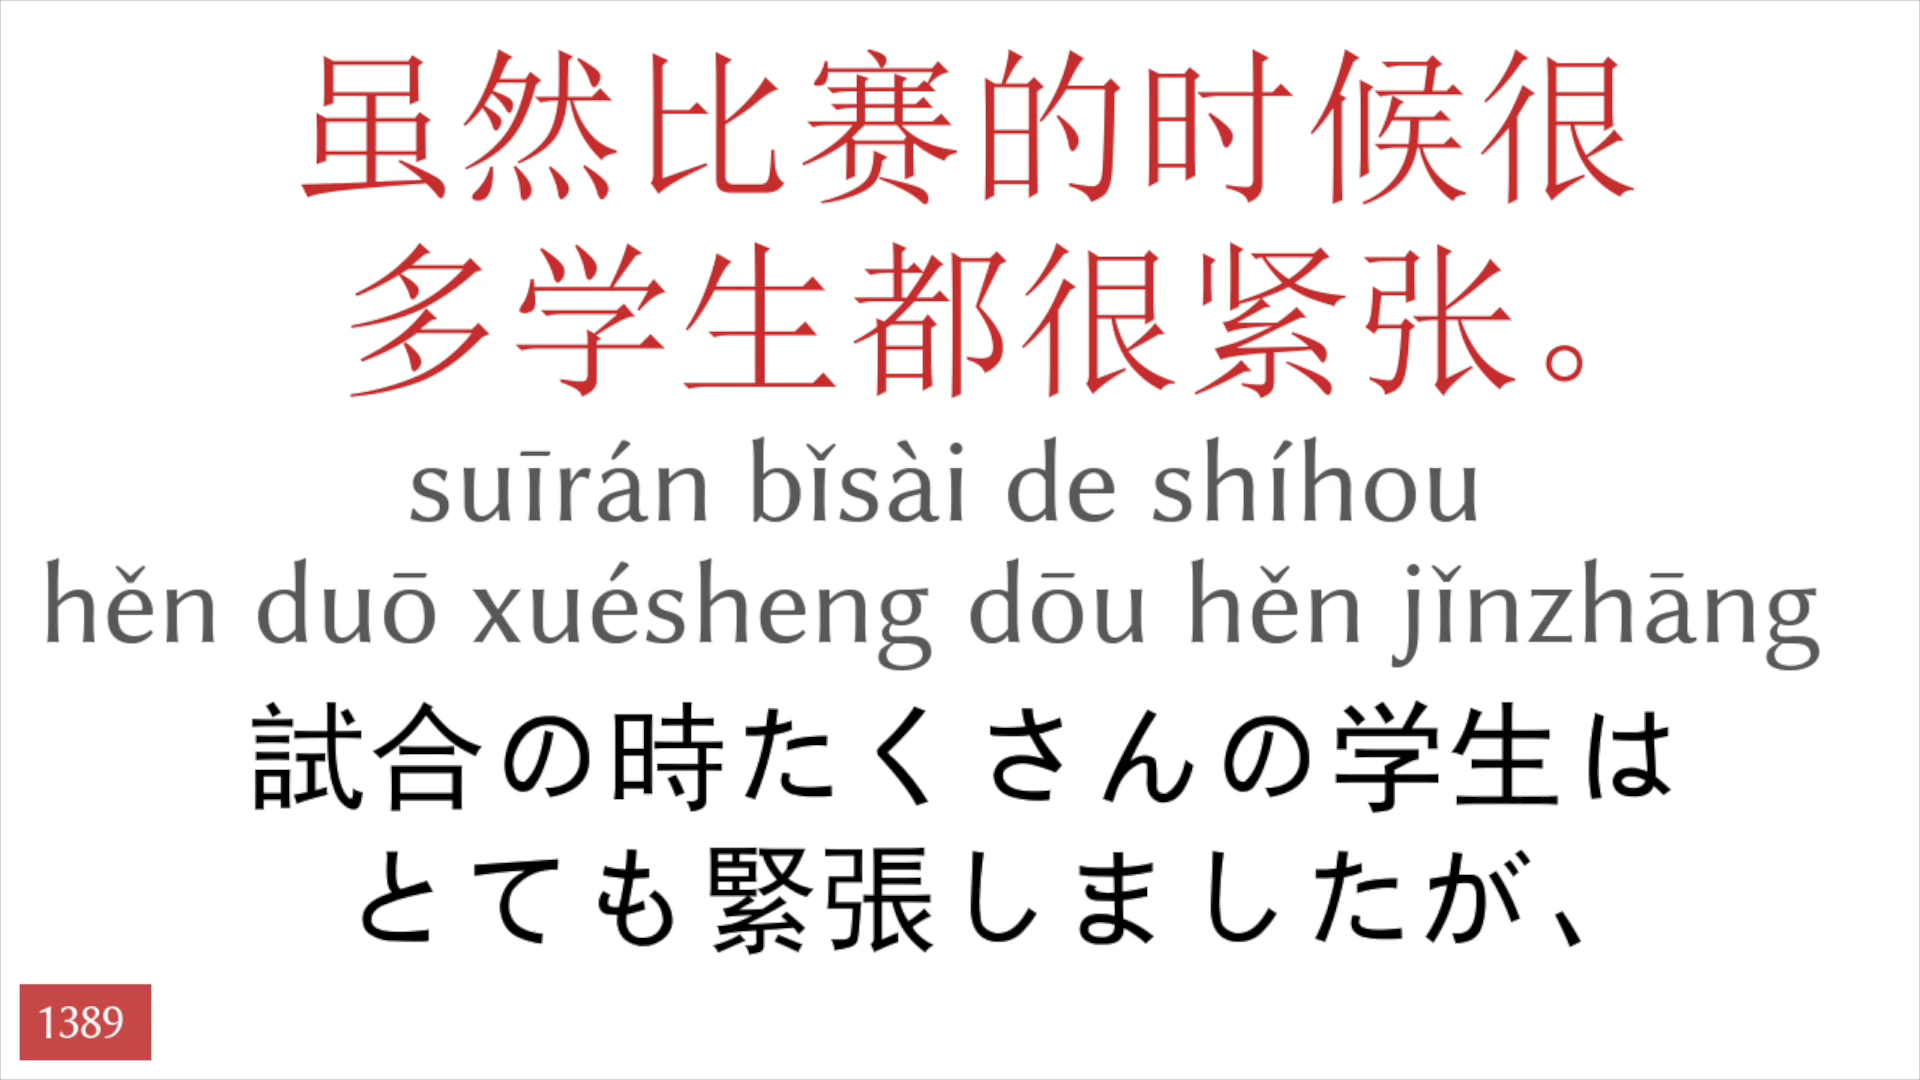 虽然比赛的时候很
多学生都很紧张。
suīrán bǐsài de shíhou
hěn duō xuésheng dōu hěn jǐnzhāng
試合の時たくさんの学生は
とても緊張しましたが、
1389